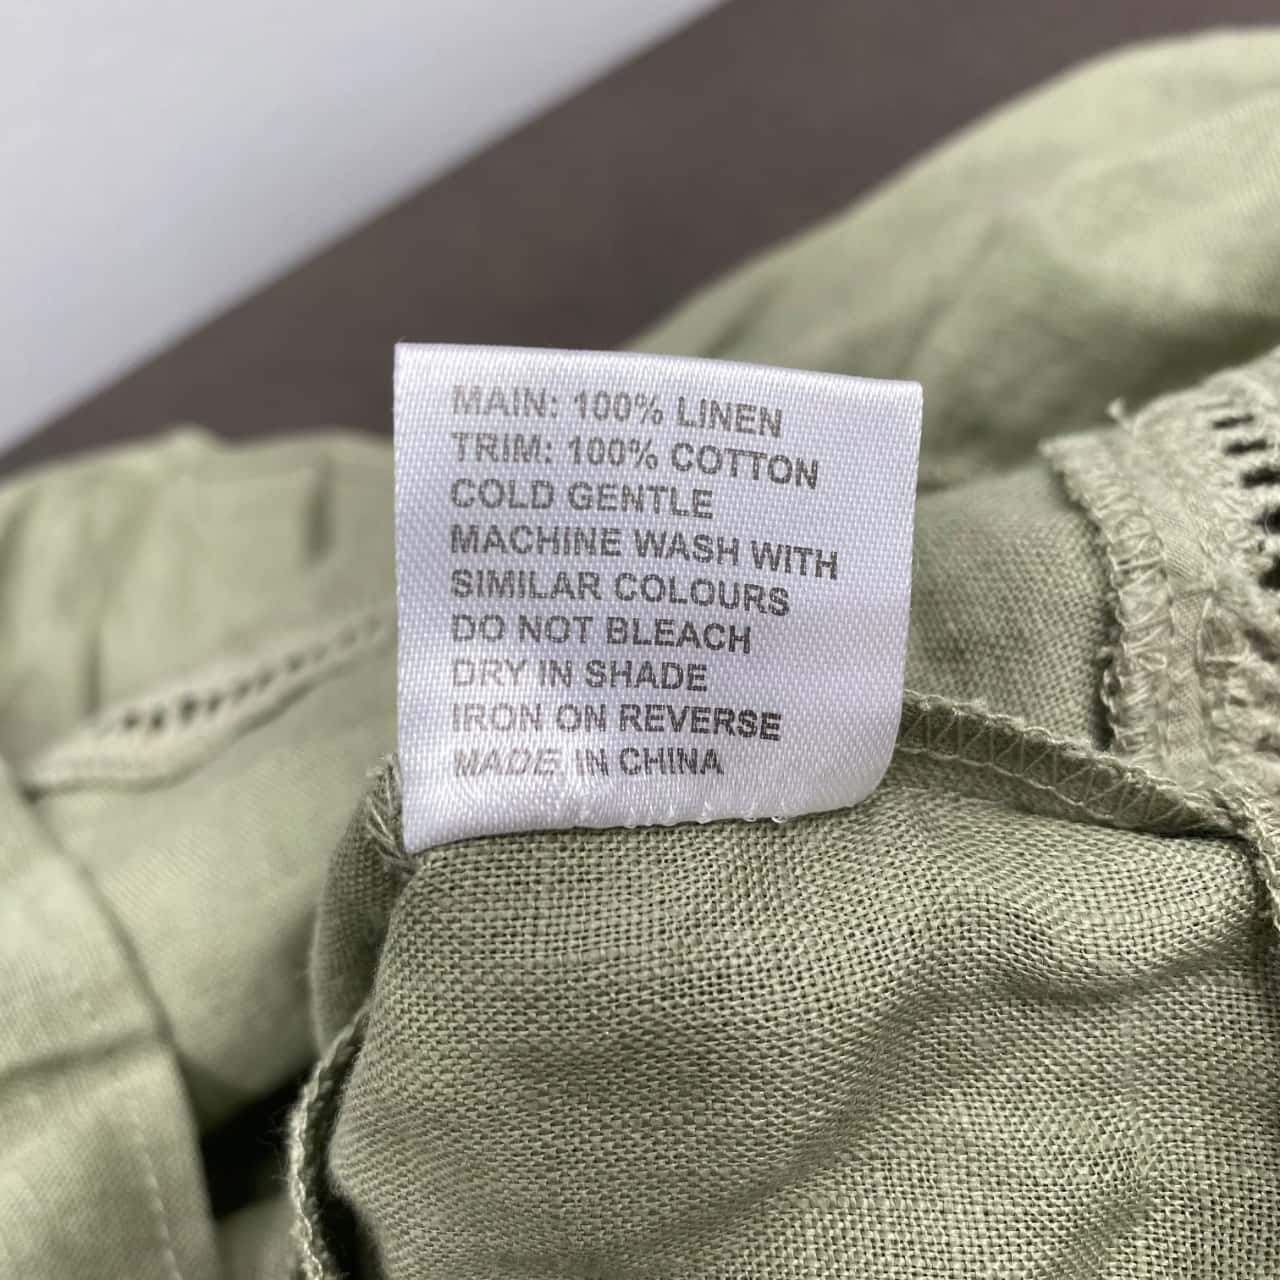 MAIN: 100% LINEN
TRIM: 100% COTTON
COLD GENTLE
MACHINE WASH WITH
SIMILAR COLOURS
DO NOT BLEACH
DRY IN SHADE
IRON ON REVERSE
MADE IN CHINA